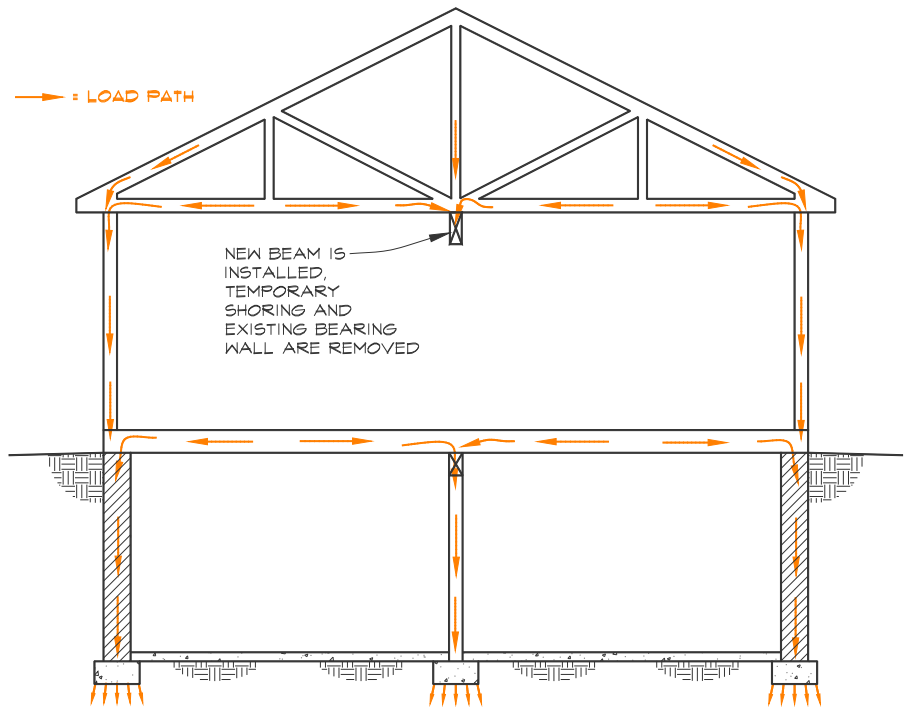 = LOAD PATH
NEW BEAM IS
INSTALLED,
TEMPORARY
SHORING AND
EXISTING BEARING
WALL ARE REMOVED